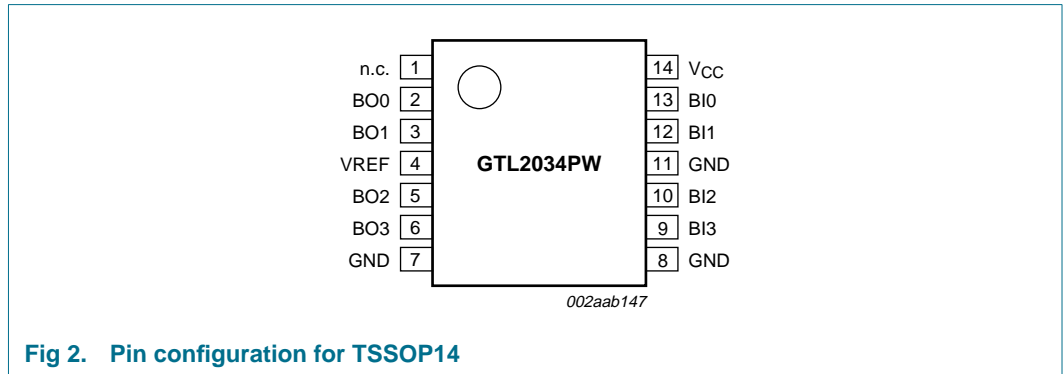 n.c. 1 14 VCC
BO0 2 13 BI0
BO1 3 12 BI1
VREF 4 GTL2034PW 11 GND
BO2 5 10 BI2
BO3 6 9 BI3
GND 7 8 GND
002aab147
Fig 2. Pin configuration for TSSOP14